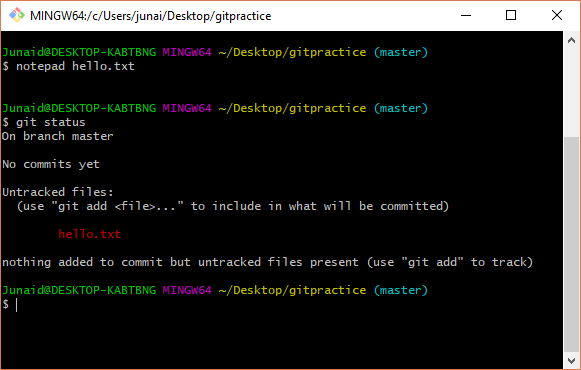 MINGW64:/c/Users/junai/Desktop/gitpractice
Junaid@DESKTOP-KABTBNG MINGW64 ~/Desktop/gitpractice (master)
$ notepad hello.txt
Junaid@DESKTOP-KABTBNG MINGW64 ~/Desktop/gitpractice (master)
$ git status
On branch master
No commits yet
Untracked files:
(use "git add <file>..." to include in what will be committed)
hello.txt
nothing added to commit but untracked files present (use "git add" to track)
Junaid@DESKTOP-KABTBNG MINGW64 ~/Desktop/gitpractice (master)
$